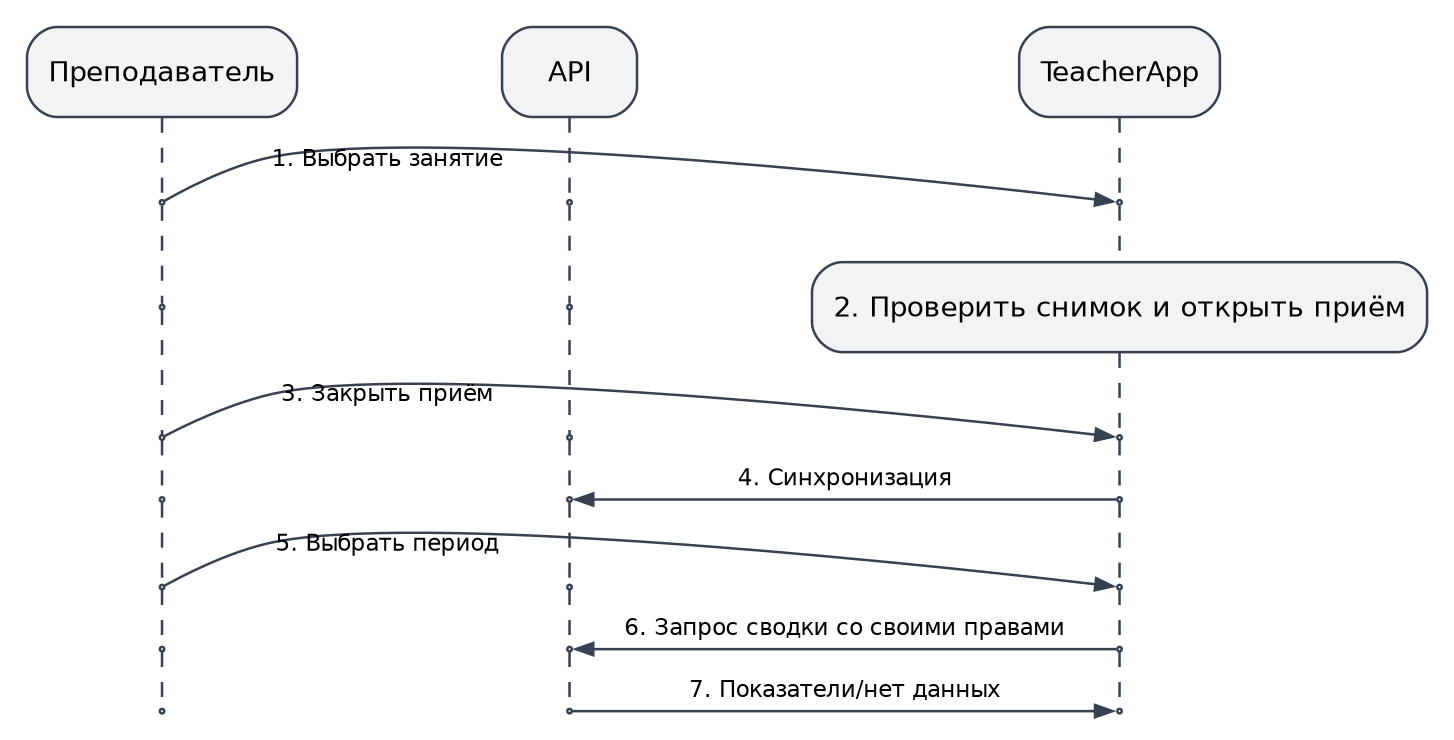 Преподаватель
API
TeacherApp
1. Выбрать занятие
2. Проверить снимок и открыть приём
3. Закрыть приём
4. Синхронизация
5. Выбрать период
6. Запрос сводки со своими правами
7. Показатели/нет данных